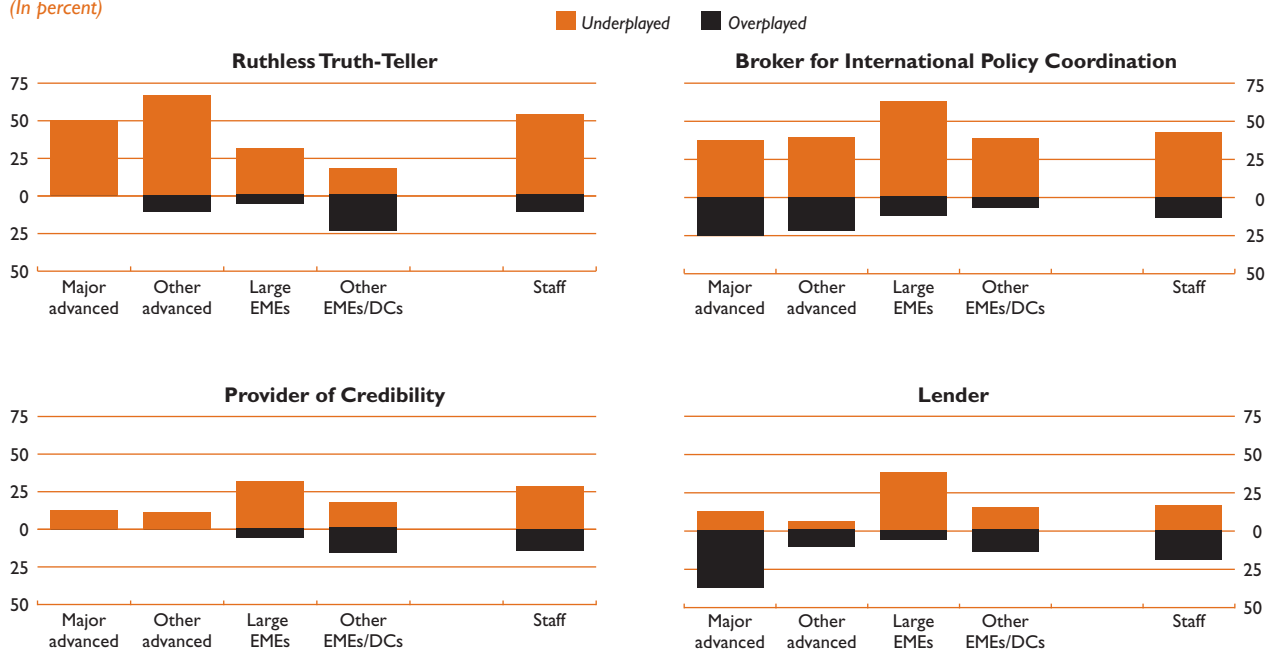 (In percent)
Underplayed Overplayed
Ruthless Truth-Teller
75
50
25
0
25
50
Major advanced
Other advanced
Large EMEs
Other EMEs/DCs
Staff
Broker for International Policy Coordination
75
50
25
0
25
50
Major advanced
Other advanced
Large EMEs
Other EMEs/DCs
Staff
Provider of Credibility
75
50
25
0
25
50
Major advanced
Other advanced
Large EMEs
Other EMEs/DCs
Staff
Lender
75
50
25
0
25
50
Major advanced
Other advanced
Large EMEs
Other EMEs/DCs
Staff